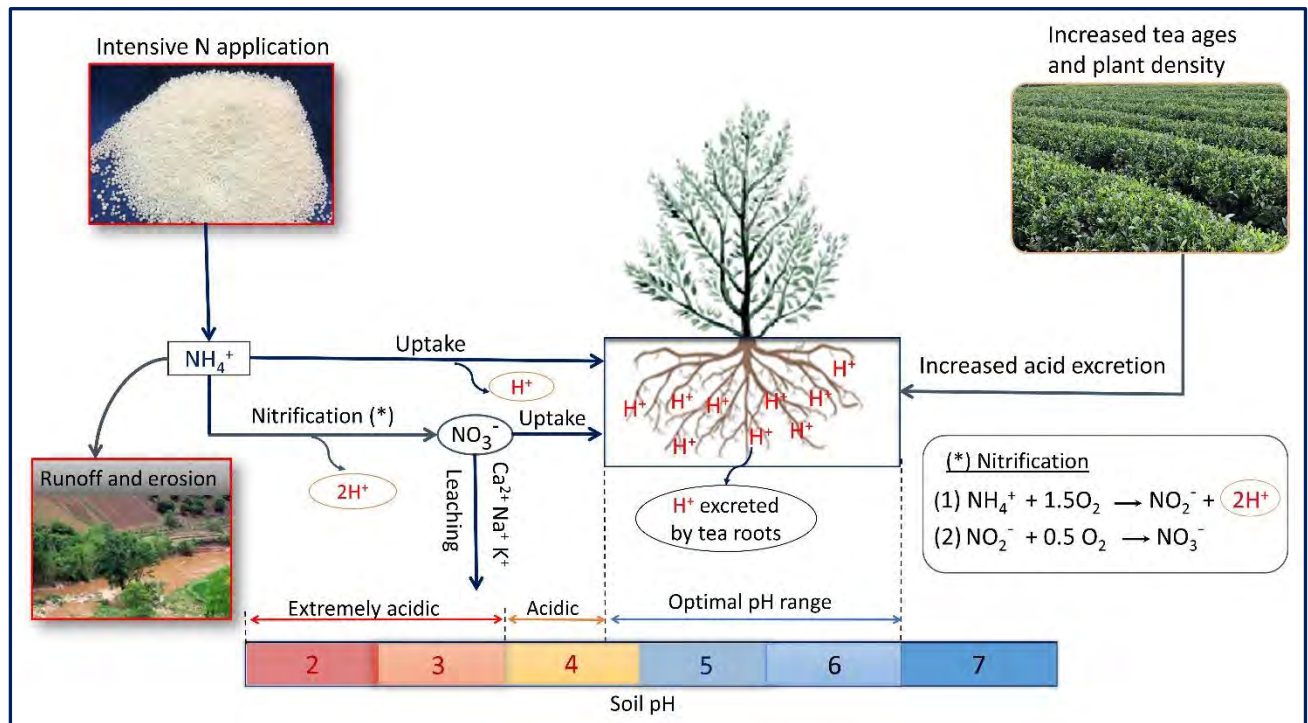 Intensive N application
Increased tea ages
and plant density
NH₄⁺
Uptake
H⁺
Nitrification (*)
2H⁺
NO₃⁻
Uptake
Leaching
Ca²⁺ Na⁺ K⁺
Runoff and erosion
H⁺
H⁺
H⁺
H⁺
H⁺
H⁺
H⁺
H⁺
H⁺
H⁺ excreted
by tea roots
Increased acid excretion
(*) Nitrification
(1) NH₄⁺ + 1.5O₂ → NO₂⁻ + 2H⁺
(2) NO₂⁻ + 0.5 O₂ → NO₃⁻
Extremely acidic
Acidic
Optimal pH range
2 3 4 5 6 7
Soil pH